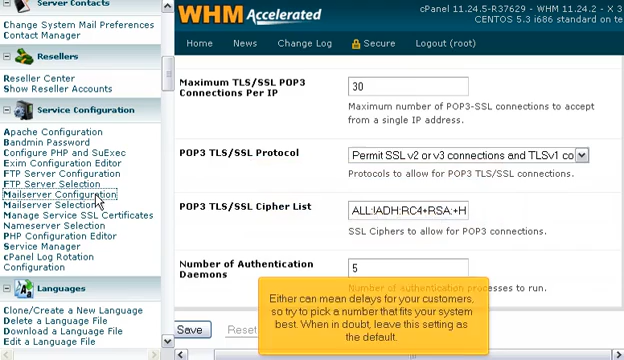 Server Contacts
Change System Mail Preferences
Contact Manager
Resellers
Reseller Center
Show Reseller Accounts
Service Configuration
Apache Configuration
Bandmin Password
Configure PHP and SuExec
Exim Configuration Editor
FTP Server Configuration
FTP Server Selection
Mailserver Configuration
Mailserver Selection
Manage Service SSL Certificates
Nameserver Selection
PHP Configuration Editor
Service Manager
cPanel Log Rotation
Configuration
Languages
Clone/Create a New Language
Delete a Language File
Download a Language File
Edit a Language File
WHM Accelerated
cPanel 11.24.5-R37629 - WHM 11.24.2 - X 3
CENTOS 5.3 i686 standard on te
Home News Change Log Secure Logout (root)
Maximum TLS/SSL POP3
Connections Per IP
30
Maximum number of POP3-SSL connections to accept
from a single IP address.
POP3 TLS/SSL Protocol
Permit SSL v2 or v3 connections and TLSv1 co
Protocols to allow for POP3 TLS/SSL connections.
POP3 TLS/SSL Cipher List
ALL:!ADH:RC4+RSA:+H
SSL Ciphers to allow for POP3 connections.
Number of Authentication
Daemons
5
Number of authentication processes to run.
Either can mean delays for your customers,
so try to pick a number that fits your system
best. When in doubt, leave this setting as
the default.
Save
Reset